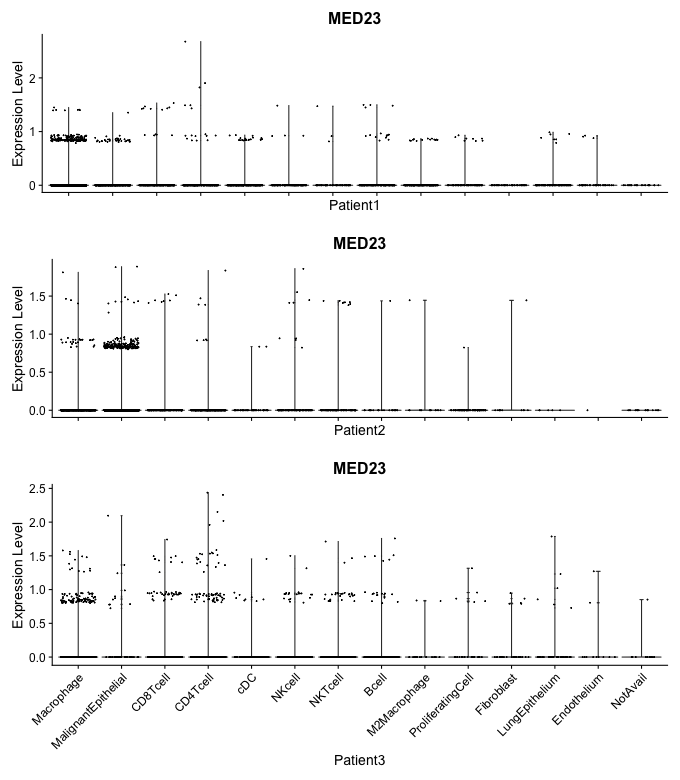 MED23
Expression Level
2
1
0
Patient1
MED23
Expression Level
1.5
1.0
0.5
0.0
Patient2
MED23
Expression Level
2.5
2.0
1.5
1.0
0.5
0.0
Macrophage
MalignantEpithelial
CD8Tcell
CD4Tcell
cDC
NKcell
NKTcell
Bcell
M2Macrophage
ProliferatingCell
Fibroblast
LungEpithelium
Endothelium
NotAvail
Patient3